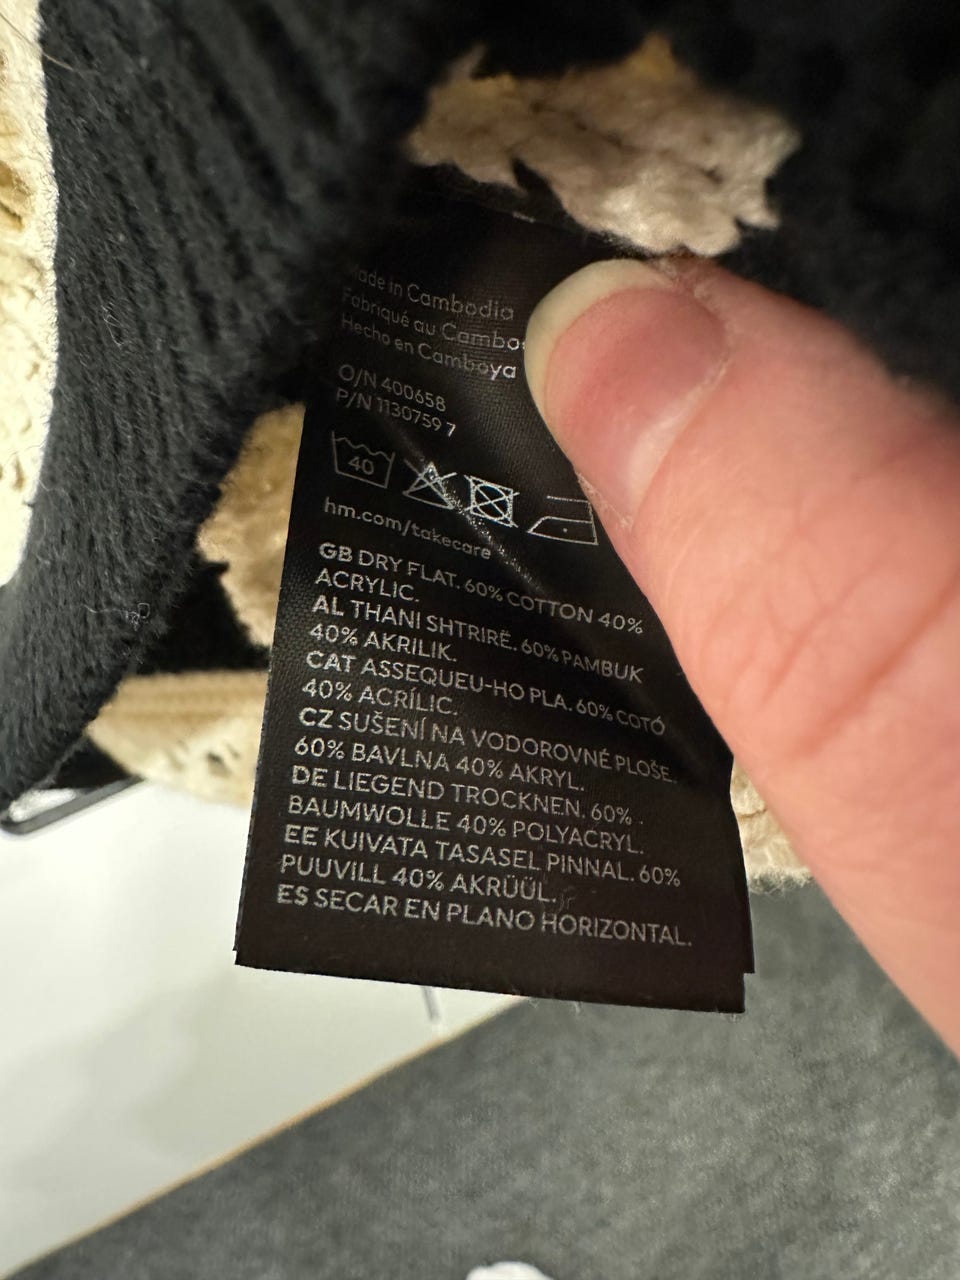 in Cambodia
Fabriqué au
Hecho en Camboya
O/N 400658
P/N 1130759 7
40
hm.com/takecare
GB DRY FLAT. 60% COTTON 40%
ACRYLIC.
AL THANI SHTRIRË. 60% PAMBUK
40% AKRILIK.
CAT ASSEQUEU-HO PLA. 60% COTÓ
40% ACRÍLIC.
CZ SUŠENÍ NA VODOROVNÉ PLOŠE.
60% BAVLNA 40% AKRYL.
DE LIEGEND TROCKNEN. 60%
BAUMWOLLE 40% POLYACRYL.
EE KUIVATA TASASEL PINNAL. 60%
PUUVILL 40% AKRÜÜL.
ES SECAR EN PLANO HORIZONTAL.